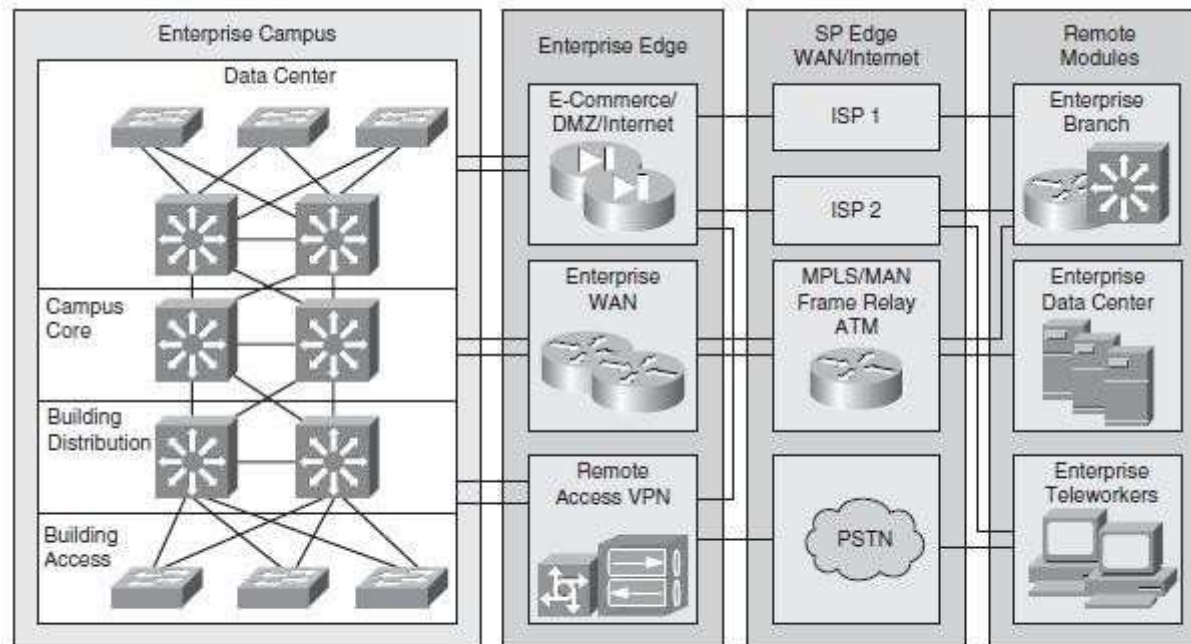 Enterprise Campus
Data Center
Campus
Core
Building
Distribution
Building
Access
Enterprise Edge
E-Commerce/
DMZ/Internet
Enterprise
WAN
Remote
Access VPN
SP Edge
WAN/Internet
ISP 1
ISP 2
MPLS/MAN
Frame Relay
ATM
PSTN
Remote
Modules
Enterprise
Branch
Enterprise
Data Center
Enterprise
Teleworkers